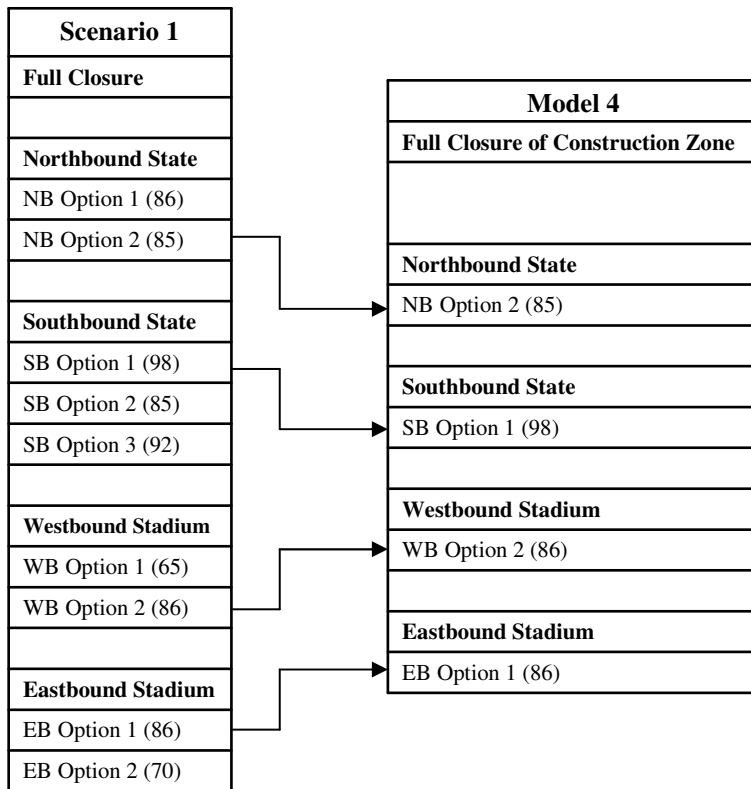 Scenario 1
Full Closure
Northbound State
NB Option 1 (86)
NB Option 2 (85)
Southbound State
SB Option 1 (98)
SB Option 2 (85)
SB Option 3 (92)
Westbound Stadium
WB Option 1 (65)
WB Option 2 (86)
Eastbound Stadium
EB Option 1 (86)
EB Option 2 (70)
Model 4
Full Closure of Construction Zone
Northbound State
NB Option 2 (85)
Southbound State
SB Option 1 (98)
Westbound Stadium
WB Option 2 (86)
Eastbound Stadium
EB Option 1 (86)